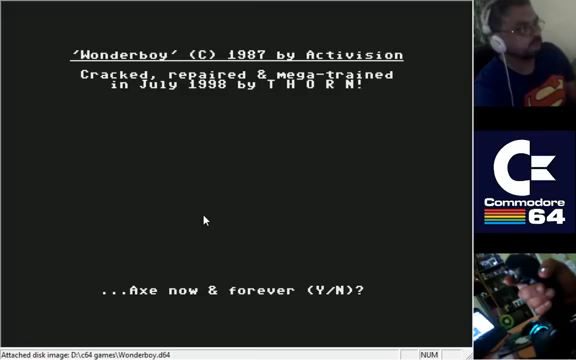 'Wonderboy' (C) 1987 by Activision
Cracked, repaired & mega-trained
in July 1998 by T H O R N!
Commodore
64
...Axe now & forever (Y/N)?
Attached disk image: D:\c64 games\Wonderboy.d64
NUM